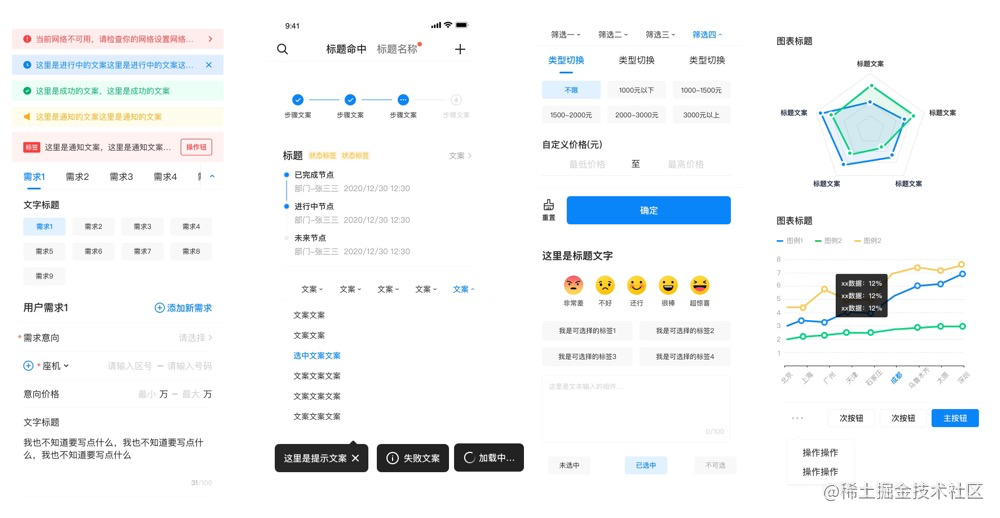 当前网络不可用，请检查你的网络设置网络...
这里是进行中的文案这里是进行中的文案这...
这里是成功的文案，这里是成功的文案
这里是通知的文案这里是通知的文案
标签 这里是通知文案，这里是通知文案... 操作钮
需求1 需求2 需求3 需求4
文字标题
需求1 需求2 需求3 需求4
需求5 需求6 需求7 需求8
需求9
用户需求1 添加新需求
*需求意向 请选择
*座机 请输入区号 — 请输入号码
意向价格 最小 万 — 最大 万
文字标题
我也不知道要写点什么，我也不知道要写点什
么，我也不知道要写点什么
31/100
9:41
标题命中 标题名称
步骤文案 步骤文案 步骤文案 步骤文案
标题 状态标签 状态标签 文案
已完成节点
部门-张三三 2020/12/30 12:30
进行中节点
部门-张三三 2020/12/30 12:30
未来节点
部门-张三三 2020/12/30 12:30
文案 文案 文案 文案 文案
文案文案
文案文案
选中文案文案
文案文案文案
文案文案文案
文案文案文案
这里是提示文案 失败文案 加载中...
筛选一 筛选二 筛选三 筛选四
类型切换 类型切换 类型切换
不限 1000元以下 1000-1500元
1500-2000元 2000-3000元 3000元以上
自定义价格(元)
最低价格 至 最高价格
重置 确定
这里是标题文字
非常差 不好 还行 很棒 超惊喜
我是可选择的标签1 我是可选择的标签2
我是可选择的标签3 我是可选择的标签4
这里是文本输入的组件...
0/100
未选中 已选中 不可选
图表标题
标题文案
标题文案 标题文案
标题文案 标题文案
图表标题
图例1 图例2 图例2
8
7
6
5
4
3
2
1
xx数据：12%
xx数据：12%
xx数据：12%
北京 上海 广州 天津 石家庄 成都 乌鲁木齐 太原 深圳
次按钮 次按钮 主按钮
操作操作
操作操作
@稀土掘金技术社区